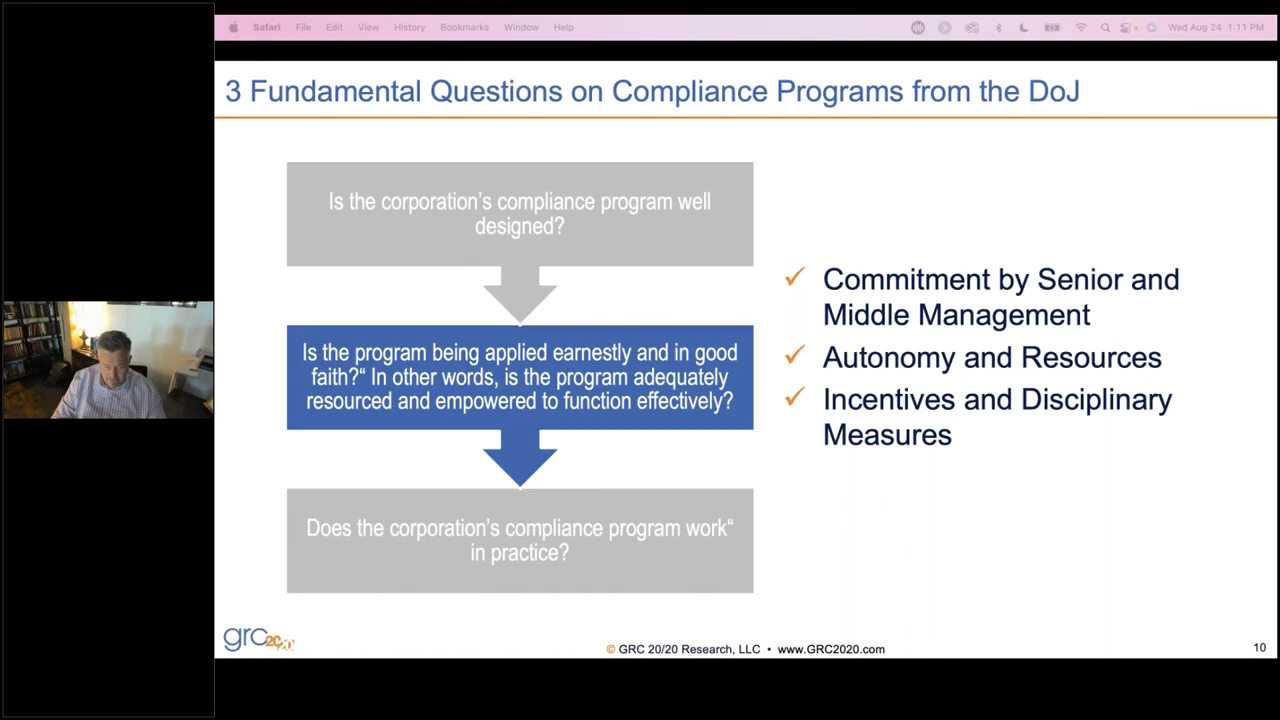 Safari File Edit View History Bookmarks Window Help
Wed Aug 24 1:11 PM
3 Fundamental Questions on Compliance Programs from the DoJ
Is the corporation’s compliance program well
designed?
Is the program being applied earnestly and in good
faith?“ In other words, is the program adequately
resourced and empowered to function effectively?
Does the corporation’s compliance program work“
in practice?
Commitment by Senior and
Middle Management
Autonomy and Resources
Incentives and Disciplinary
Measures
grc2020
© GRC 20/20 Research, LLC • www.GRC2020.com
10